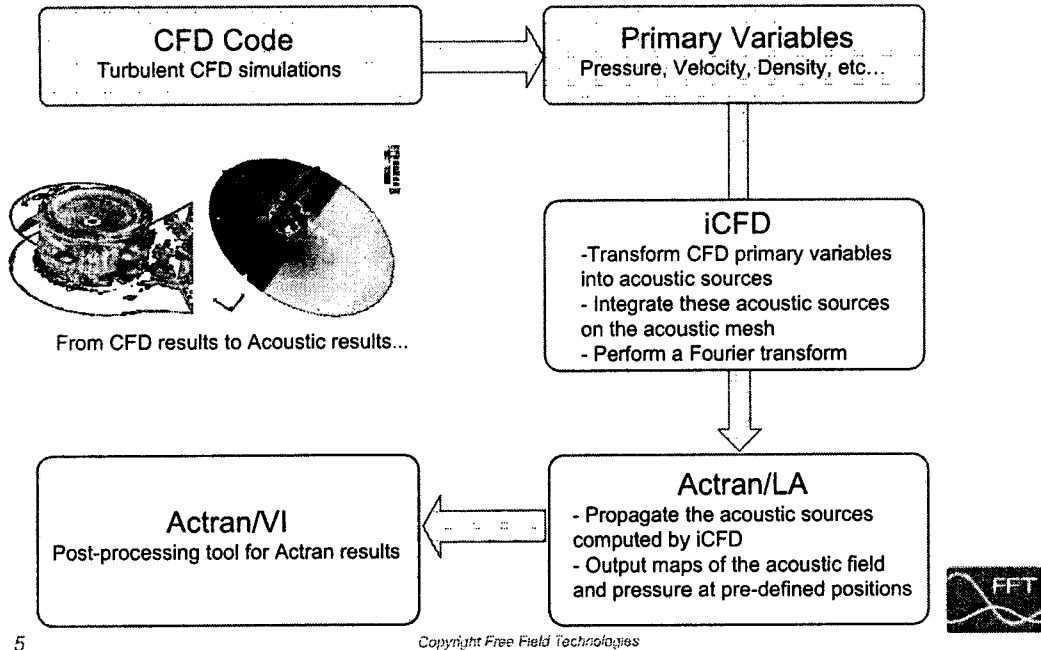 CFD Code
Turbulent CFD simulations
Primary Variables
Pressure, Velocity, Density, etc...
From CFD results to Acoustic results...
iCFD
-Transform CFD primary variables
into acoustic sources
- Integrate these acoustic sources
on the acoustic mesh
- Perform a Fourier transform
Actran/VI
Post-processing tool for Actran results
Actran/LA
- Propagate the acoustic sources
computed by iCFD
- Output maps of the acoustic field
and pressure at pre-defined positions
FFT
5
Copyright Free Field Technologies